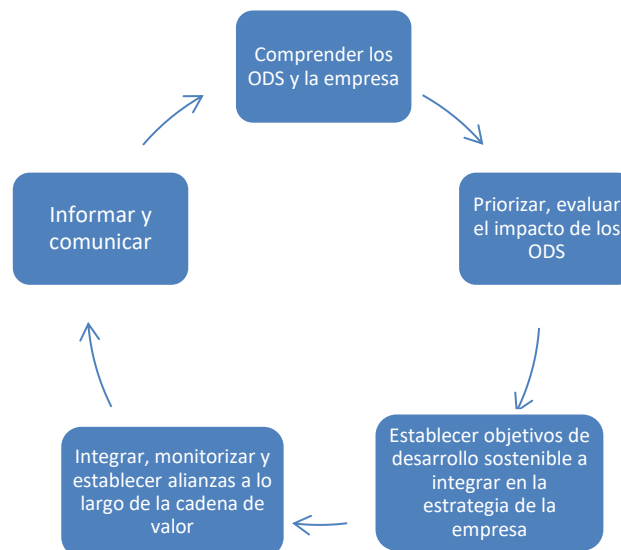 Comprender los
ODS y la empresa
Priorizar, evaluar
el impacto de los
ODS
Establecer objetivos de
desarrollo sostenible a
integrar en la
estrategia de la
empresa
Integrar, monitorizar y
establecer alianzas a lo
largo de la cadena de
valor
Informar y
comunicar